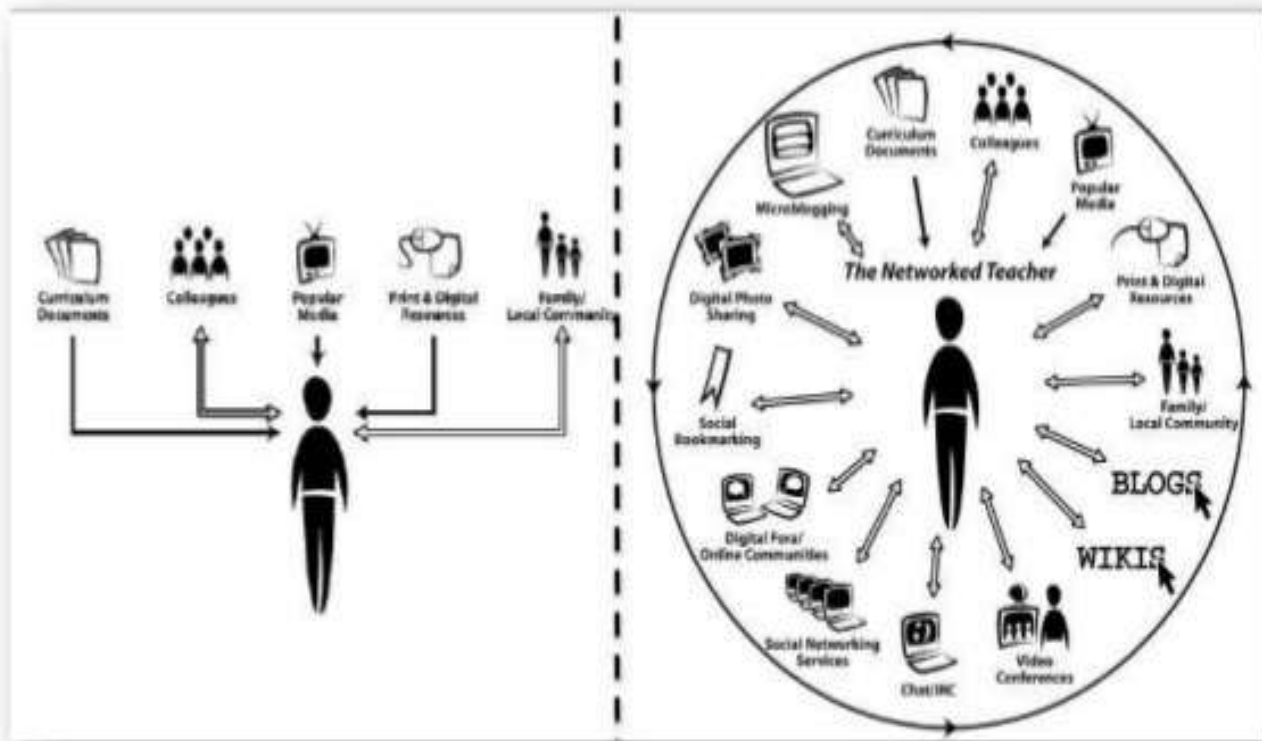 Curriculum
Documents
Colleagues
Popular
Media
Print & Digital
Resources
Family/
Local Community
Curriculum
Documents
Colleagues
Popular
Media
Microblogging
The Networked Teacher
Print & Digital
Resources
Digital Photo
Sharing
Family/
Local Community
Social
Bookmarking
BLOGS
Digital Fora/
Online Communities
WIKIS
Social Networking
Services
Chat/IRC
Video
Conferences